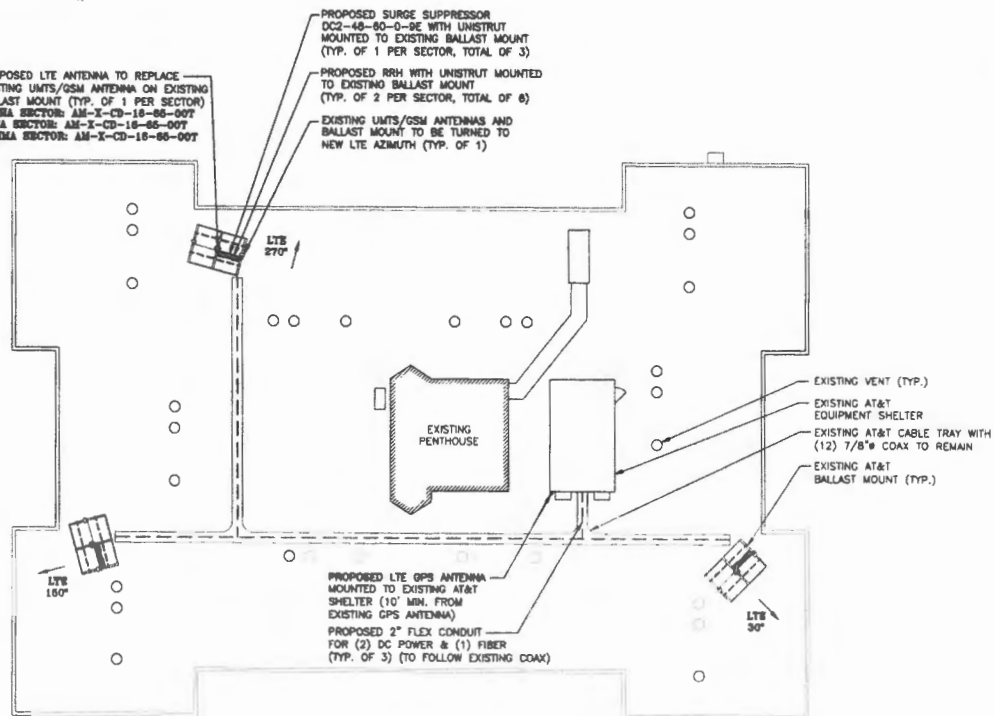 PROPOSED SURGE SUPPRESSOR
DC2-48-60-0-9E WITH UNISTRUT
MOUNTED TO EXISTING BALLAST MOUNT
(TYP. OF 1 PER SECTOR, TOTAL OF 3)
POSED LTE ANTENNA TO REPLACE
STING UMTS/GSM ANTENNA ON EXISTING
LAST MOUNT (TYP. OF 1 PER SECTOR)
SECTOR: AM-X-CD-16-65-00T
SECTOR: AM-X-CD-16-65-00T
MMA SECTOR: AM-X-CD-16-65-00T
PROPOSED RRH WITH UNISTRUT MOUNTED
TO EXISTING BALLAST MOUNT
(TYP. OF 2 PER SECTOR, TOTAL OF 6)
EXISTING UMTS/GSM ANTENNAS AND
BALLAST MOUNT TO BE TURNED TO
NEW LTE AZIMUTH (TYP. OF 1)
LTE
270°
EXISTING
PENTHOUSE
EXISTING VENT (TYP.)
EXISTING AT&T
EQUIPMENT SHELTER
EXISTING AT&T CABLE TRAY WITH
(12) 7/8"ø COAX TO REMAIN
EXISTING AT&T
BALLAST MOUNT (TYP.)
LTE
150°
PROPOSED LTE GPS ANTENNA
MOUNTED TO EXISTING AT&T
SHELTER (10' MIN. FROM
EXISTING GPS ANTENNA)
PROPOSED 2" FLEX CONDUIT
FOR (2) DC POWER & (1) FIBER
(TYP. OF 3) (TO FOLLOW EXISTING COAX)
LTE
30°